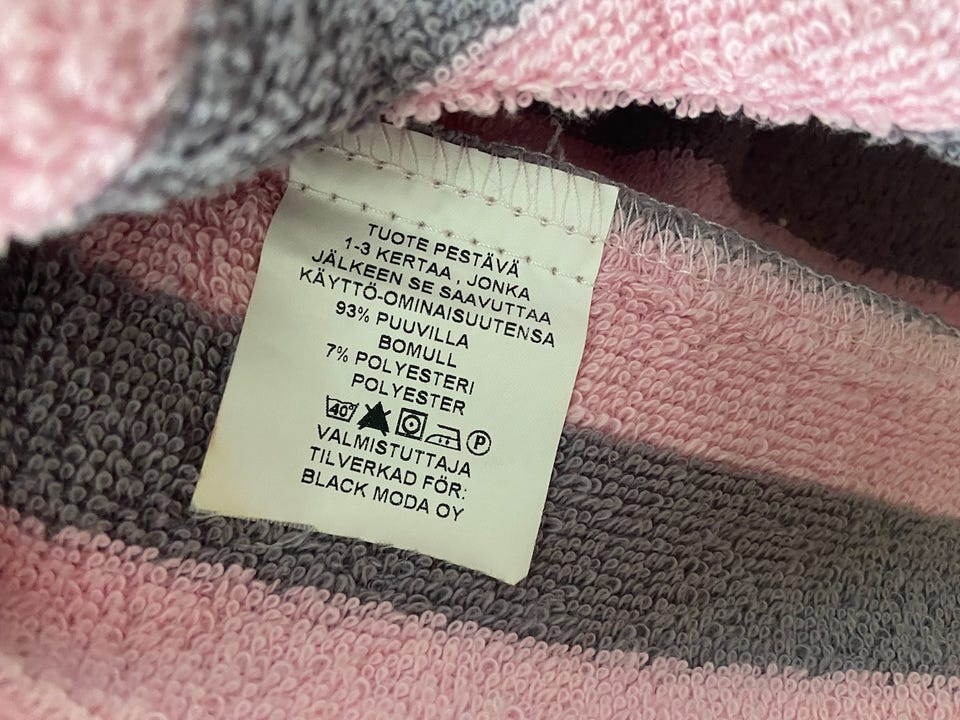 TUOTE PESTÄVÄ
1-3 KERTAA , JONKA
JÄLKEEN SE SAAVUTTAA
KÄYTTÖ-OMINAISUUTENSA
93% PUUVILLA
BOMULL
7% POLYESTERI
POLYESTER
40° P
VALMISTUTTAJA
TILVERKAD FÖR:
BLACK MODA OY